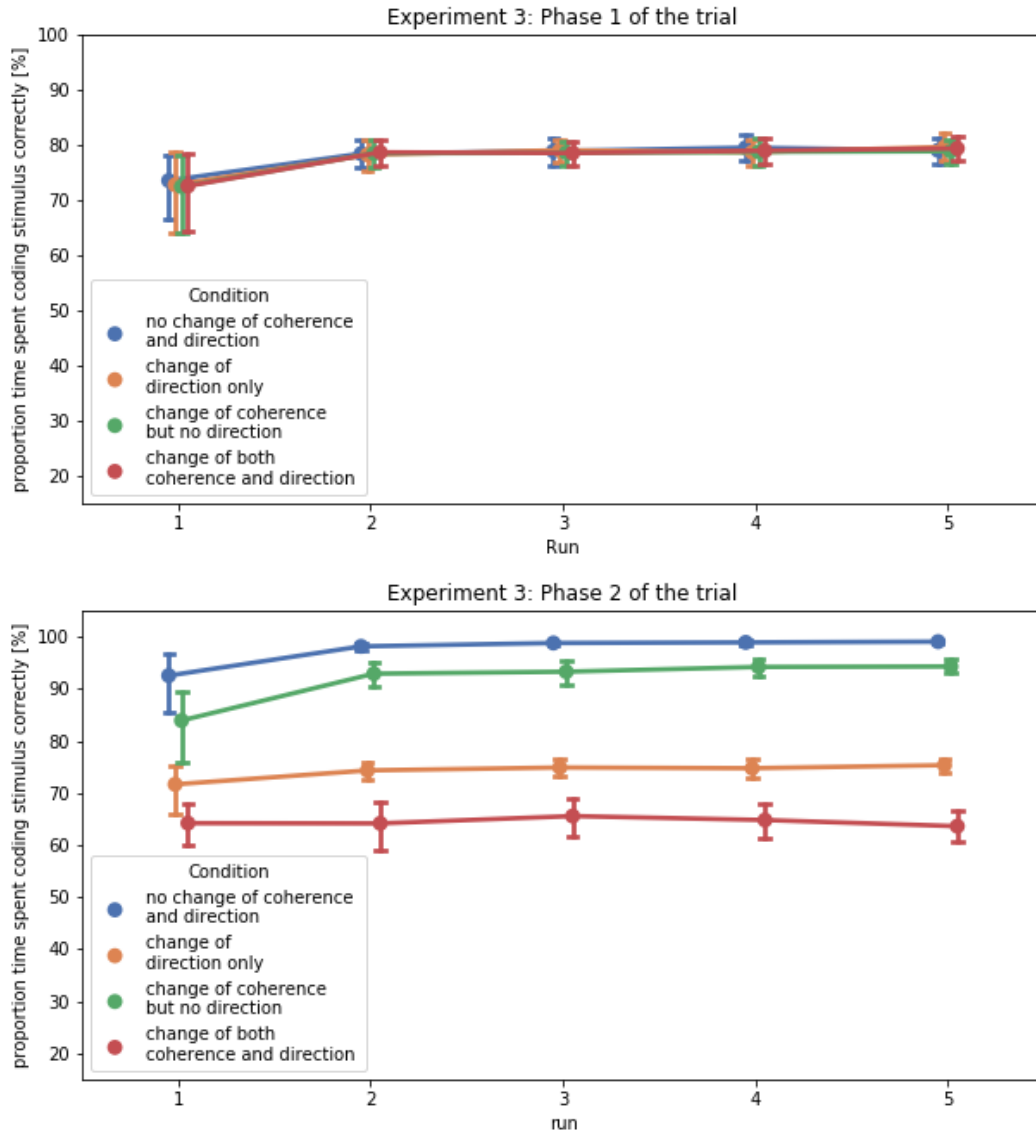 Experiment 3: Phase 1 of the trial
proportion time spent coding stimulus correctly [%]
100
90
80
70
60
50
40
30
20
Condition
no change of coherence
and direction
change of
direction only
change of coherence
but no direction
change of both
coherence and direction
1 2 3 4 5
Run
Experiment 3: Phase 2 of the trial
proportion time spent coding stimulus correctly [%]
100
90
80
70
60
50
40
30
20
Condition
no change of coherence
and direction
change of
direction only
change of coherence
but no direction
change of both
coherence and direction
1 2 3 4 5
run